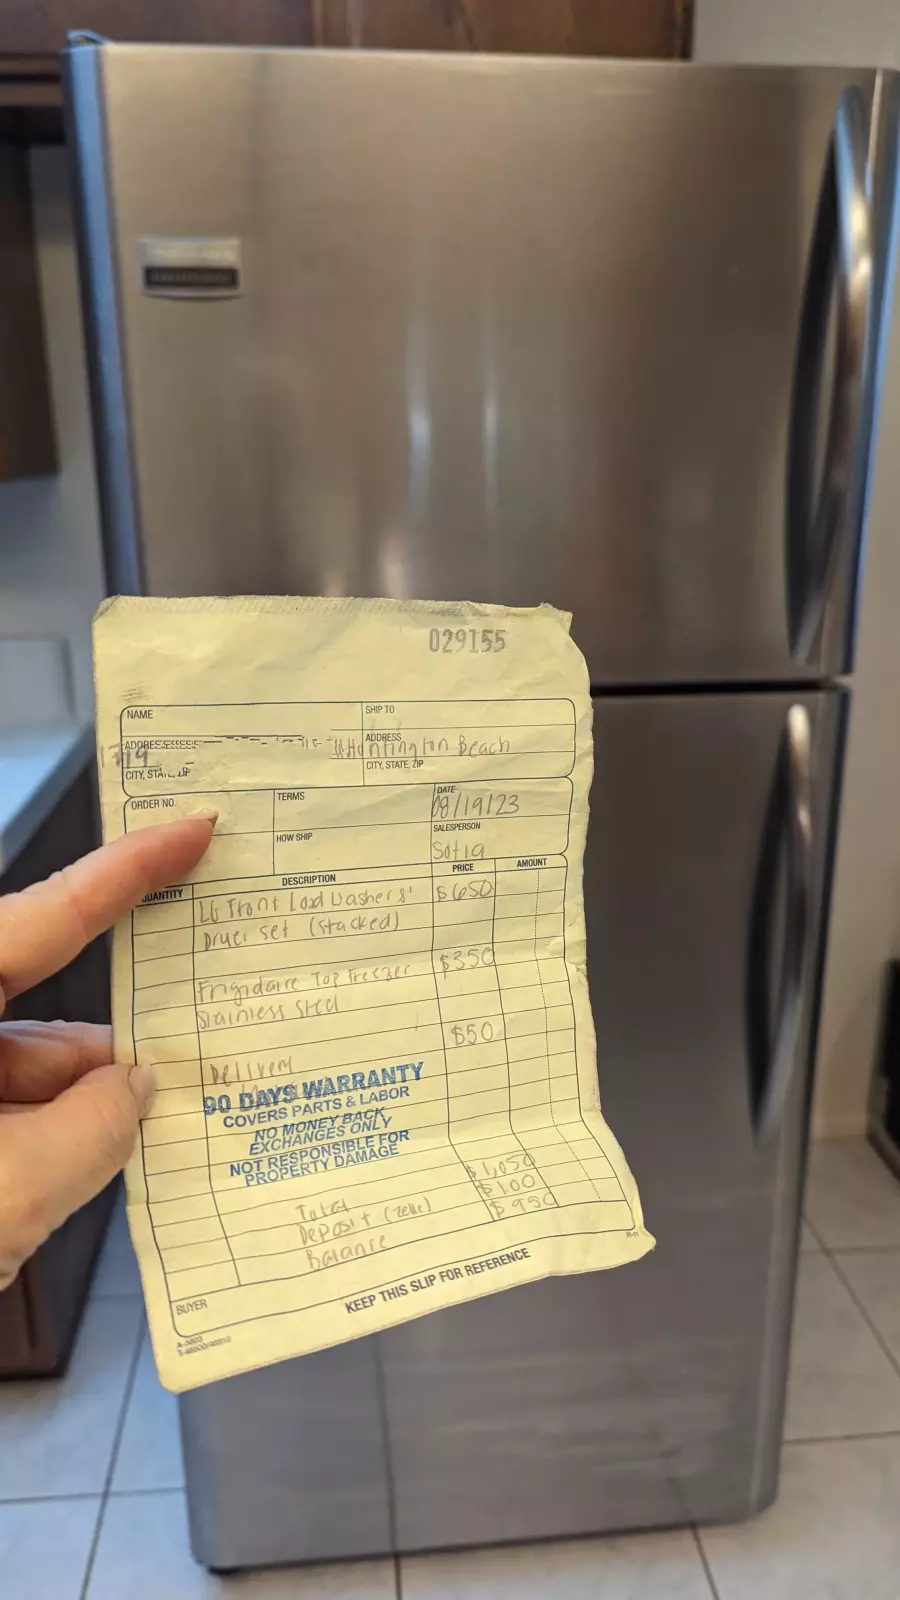 029155
NAME
SHIP TO
ADDRESS
ADDRESS
Huntington Beach
CITY, STATE, ZIP
CITY, STATE, ZIP
ORDER NO.
TERMS
DATE
08/19/23
HOW SHIP
SALESPERSON
Sofia
QUANTITY
DESCRIPTION
PRICE
AMOUNT
LG Front Load Washers' $650
Dryer set (stacked)
Frigidaire Top Freezer $350
Stainless Steel
Delivery $50
90 DAYS WARRANTY
COVERS PARTS & LABOR
NO MONEY BACK
EXCHANGES ONLY
NOT RESPONSIBLE FOR
PROPERTY DAMAGE
Total $1,050
Deposit (Zelle) $100
Balance $950
BUYER
KEEP THIS SLIP FOR REFERENCE
A-5805